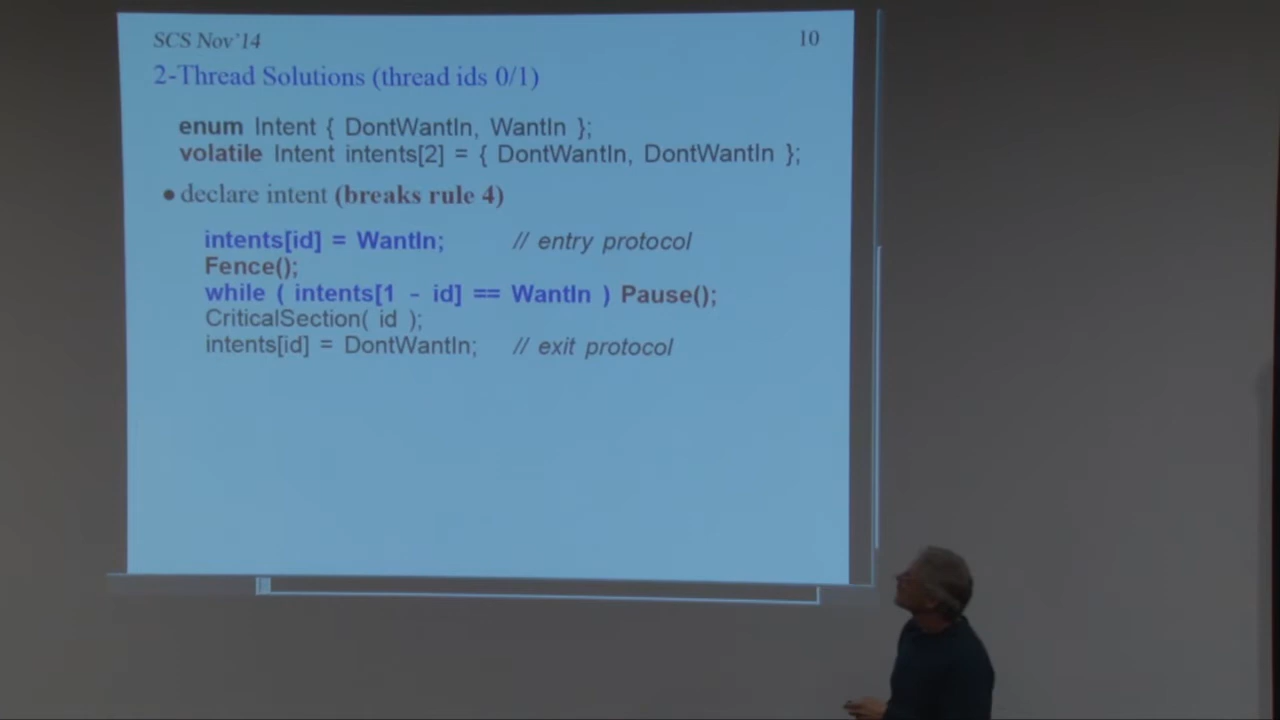 SCS Nov'14
10
2-Thread Solutions (thread ids 0/1)
enum Intent { DontWantIn, WantIn };
volatile Intent intents[2] = { DontWantIn, DontWantIn };
● declare intent (breaks rule 4)
intents[id] = WantIn; // entry protocol
Fence();
while ( intents[1 - id] == WantIn ) Pause();
CriticalSection( id );
intents[id] = DontWantIn; // exit protocol